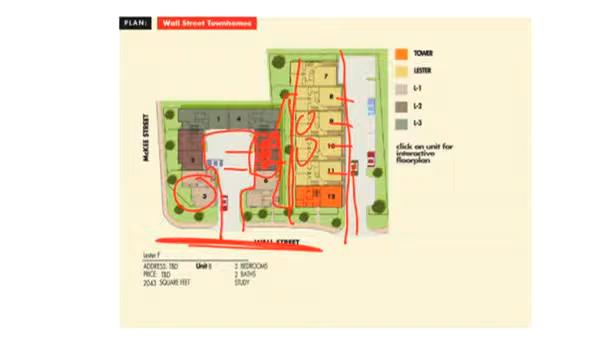 PLAN: Wall Street Townhomes
TOWER
LESTER
L-1
L-2
L-3
click on unit for
interactive
floorplan
McKEE STREET
1
4
7
8
9
10
11
12
3
6
WALL STREET
Lester F
ADDRESS: TBD Unit 8 3 BEDROOMS
PRICE: TBD 2 BATHS
2043 SQUARE FEET STUDY